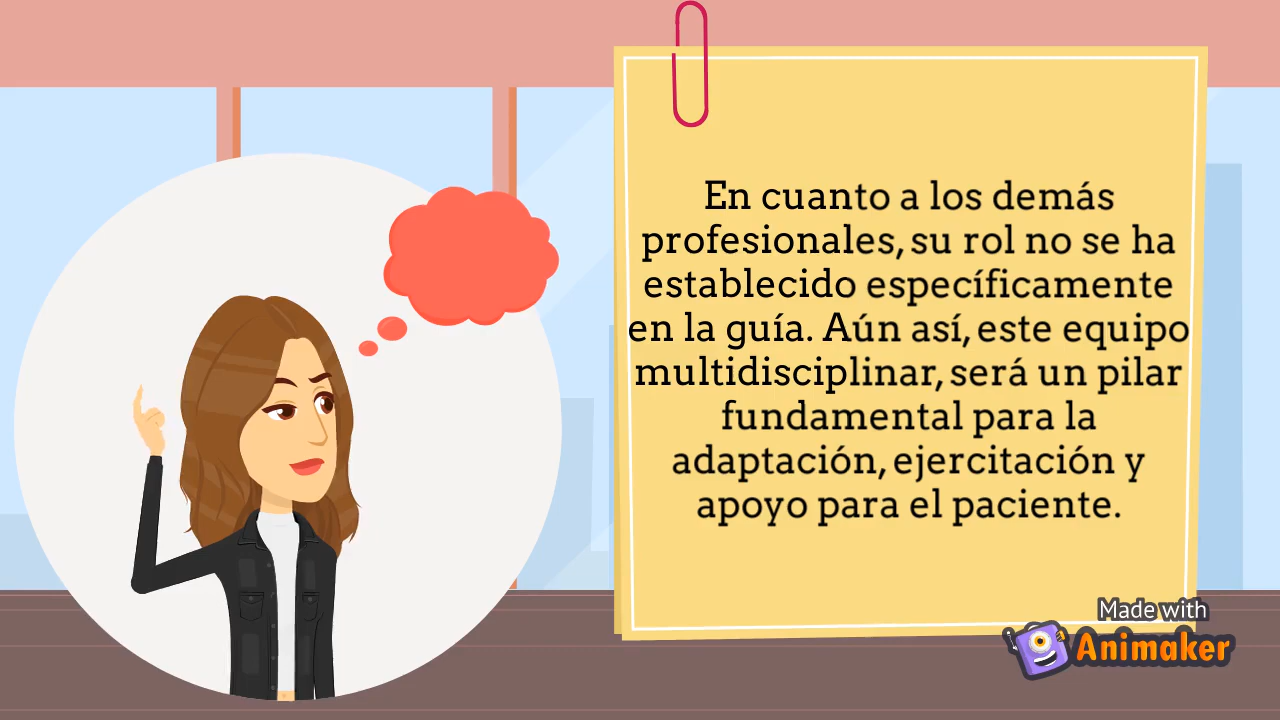 En cuanto a los demás
profesionales, su rol no se ha
establecido específicamente
en la guía. Aún así, este equipo
multidisciplinar, será un pilar
fundamental para la
adaptación, ejercitación y
apoyo para el paciente.
Made with
Animaker